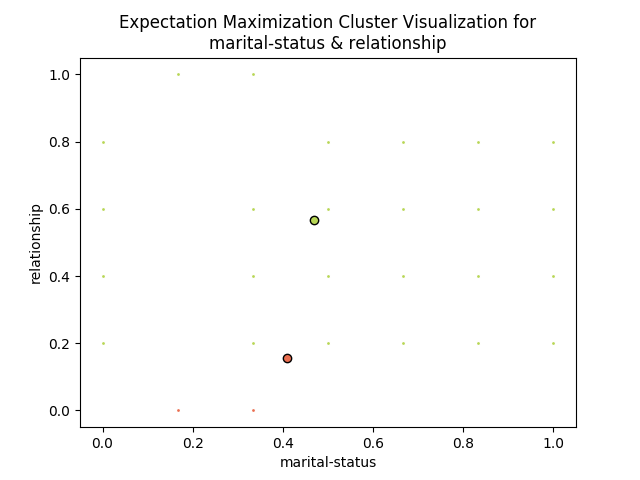 Expectation Maximization Cluster Visualization for
marital-status & relationship
relationship
1.0
0.8
0.6
0.4
0.2
0.0
0.0 0.2 0.4 0.6 0.8 1.0
marital-status